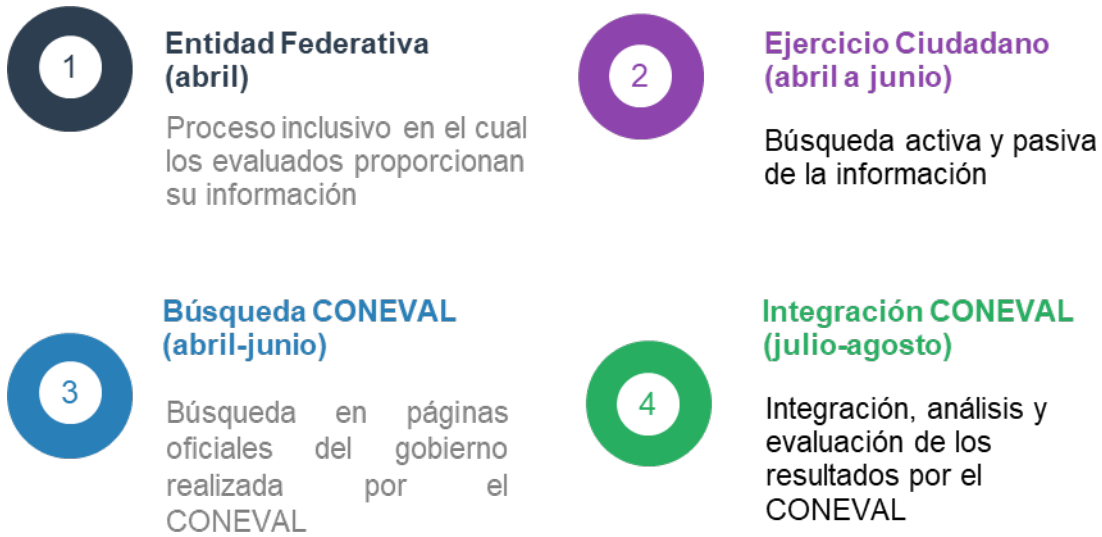 1
Entidad Federativa
(abril)
Proceso inclusivo en el cual
los evaluados proporcionan
su información
2
Ejercicio Ciudadano
(abril a junio)
Búsqueda activa y pasiva
de la información
3
Búsqueda CONEVAL
(abril-junio)
Búsqueda en páginas
oficiales del gobierno
realizada por el
CONEVAL
4
Integración CONEVAL
(julio-agosto)
Integración, análisis y
evaluación de los
resultados por el
CONEVAL